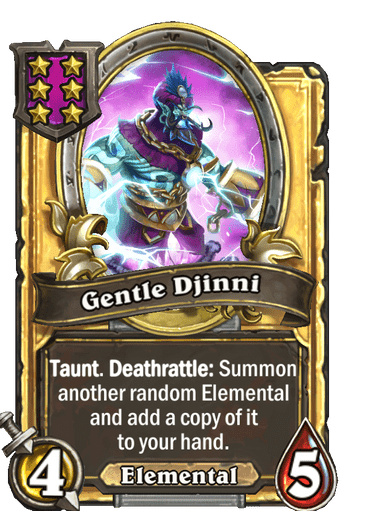 Gentle Djinni
Taunt. Deathrattle: Summon
another random Elemental
and add a copy of it
to your hand.
4
Elemental
5